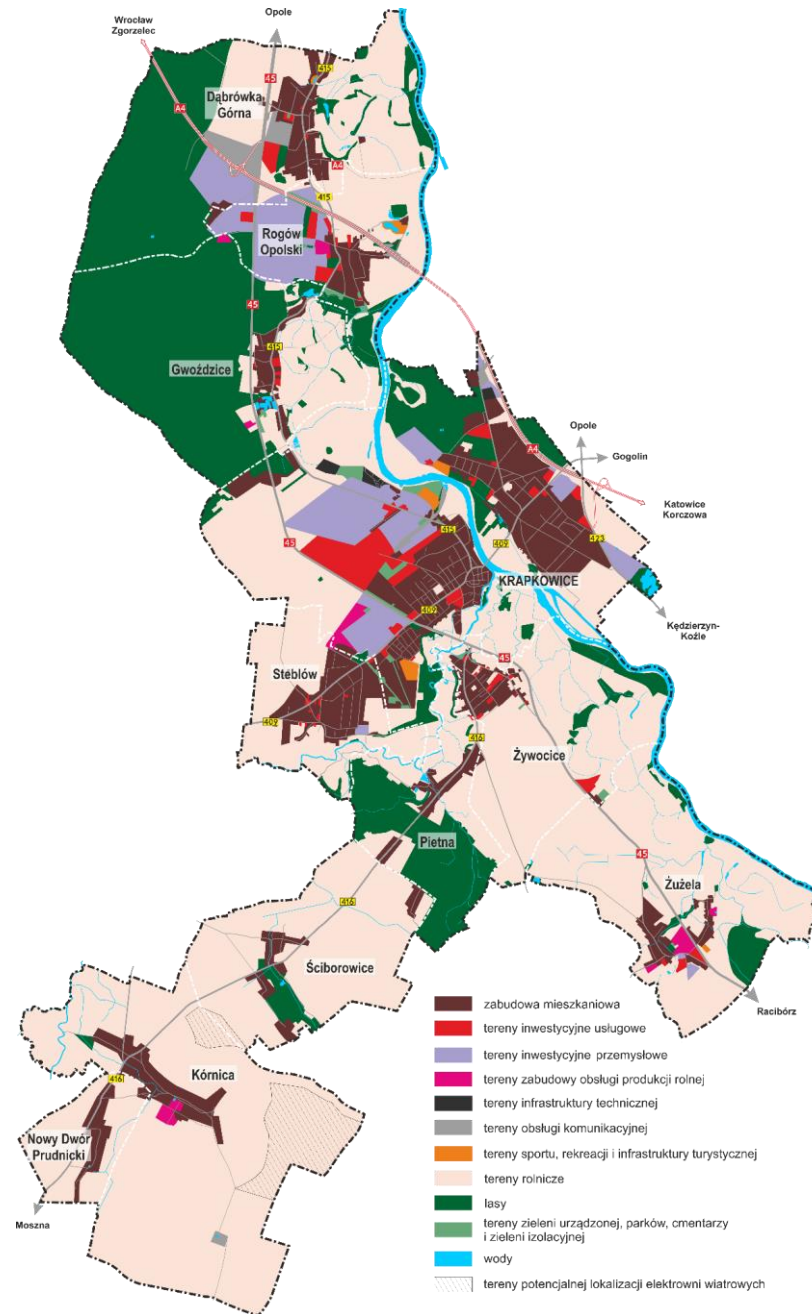 Wrocław
Zgorzelec
Opole
45
415
A4
Dąbrówka
Górna
A4
415
Rogów
Opolski
45
415
Gwoździce
Opole
Gogolin
A4
Katowice
Korczowa
423
415
409
45
KRAPKOWICE
409
Kędzierzyn-
Koźle
45
Steblów
409
416
Żywocice
Pietna
45
Żużela
416
Ściborowice
Racibórz
Kórnica
416
Nowy Dwór
Prudnicki
Moszna
zabudowa mieszkaniowa
tereny inwestycyjne usługowe
tereny inwestycyjne przemysłowe
tereny zabudowy obsługi produkcji rolnej
tereny infrastruktury technicznej
tereny obsługi komunikacyjnej
tereny sportu, rekreacji i infrastruktury turystycznej
tereny rolnicze
lasy
tereny zieleni urządzonej, parków, cmentarzy
i zieleni izolacyjnej
wody
tereny potencjalnej lokalizacji elektrowni wiatrowych